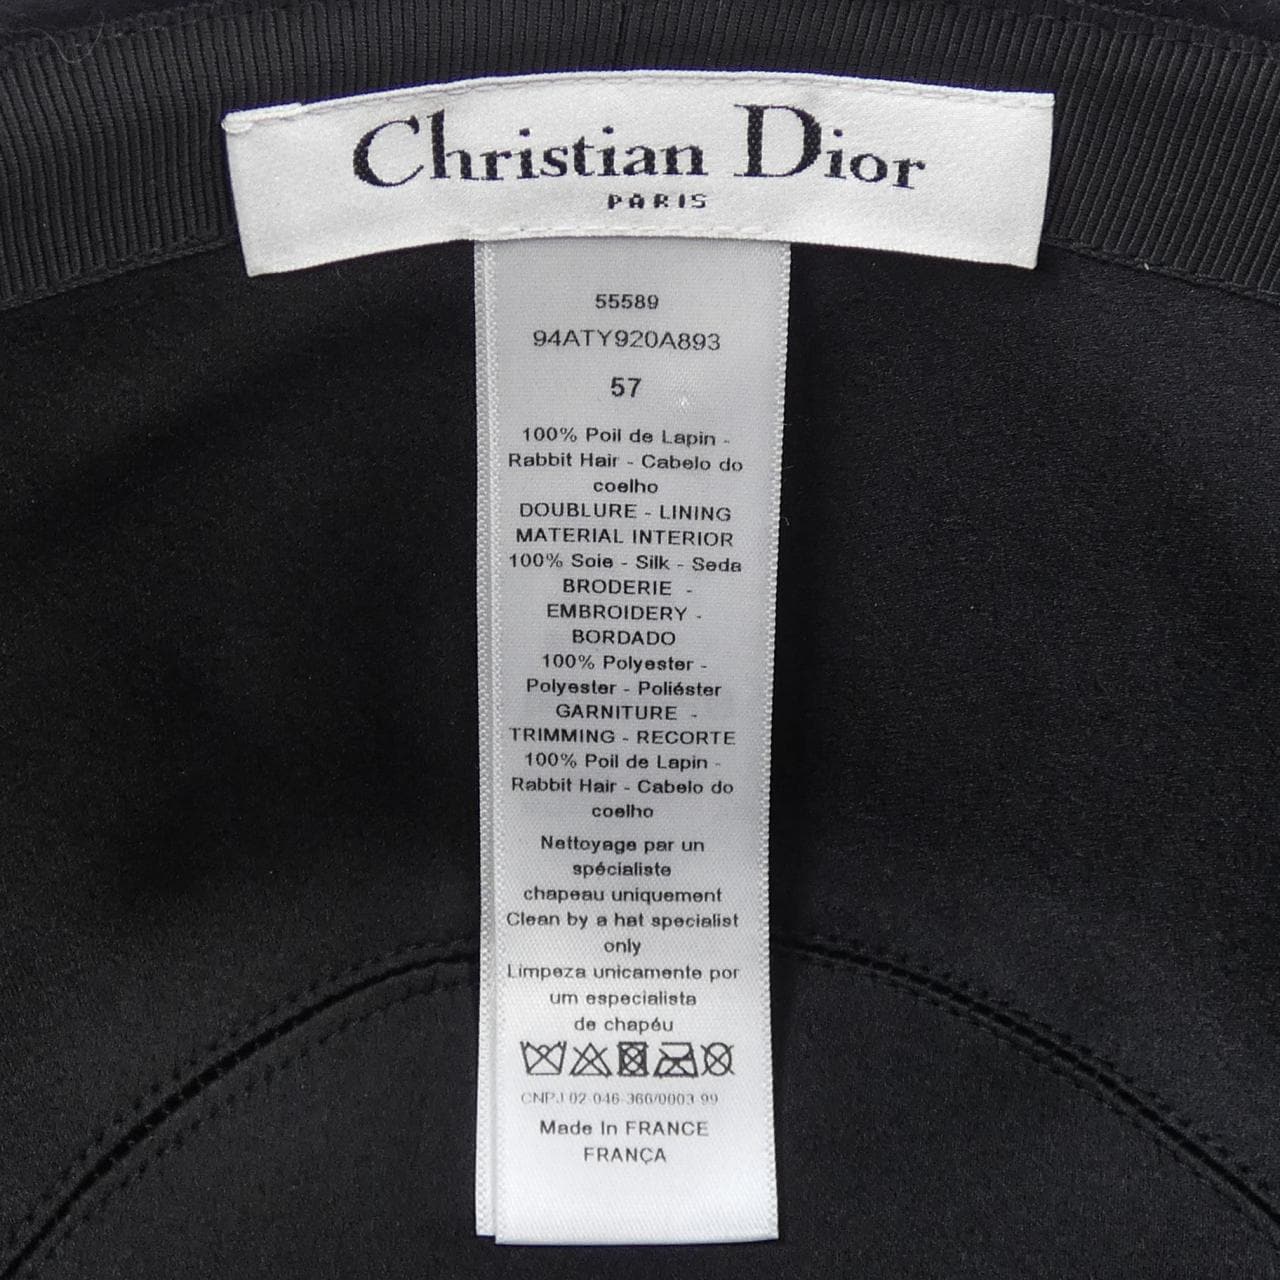 Christian Dior
PARIS
55589
94ATY920A893
57
100% Poil de Lapin -
Rabbit Hair - Cabelo do
coelho
DOUBLURE - LINING
MATERIAL INTERIOR
100% Soie - Silk - Seda
BRODERIE -
EMBROIDERY -
BORDADO
100% Polyester -
Polyester - Poliéster
GARNITURE -
TRIMMING - RECORTE
100% Poil de Lapin -
Rabbit Hair - Cabelo do
coelho
Nettoyage par un
spécialiste
chapeau uniquement
Clean by a hat specialist
only
Limpeza unicamente por
um especialista
de chapéu
CNPJ 02-046-360/0003-99
Made In FRANCE
FRANÇA